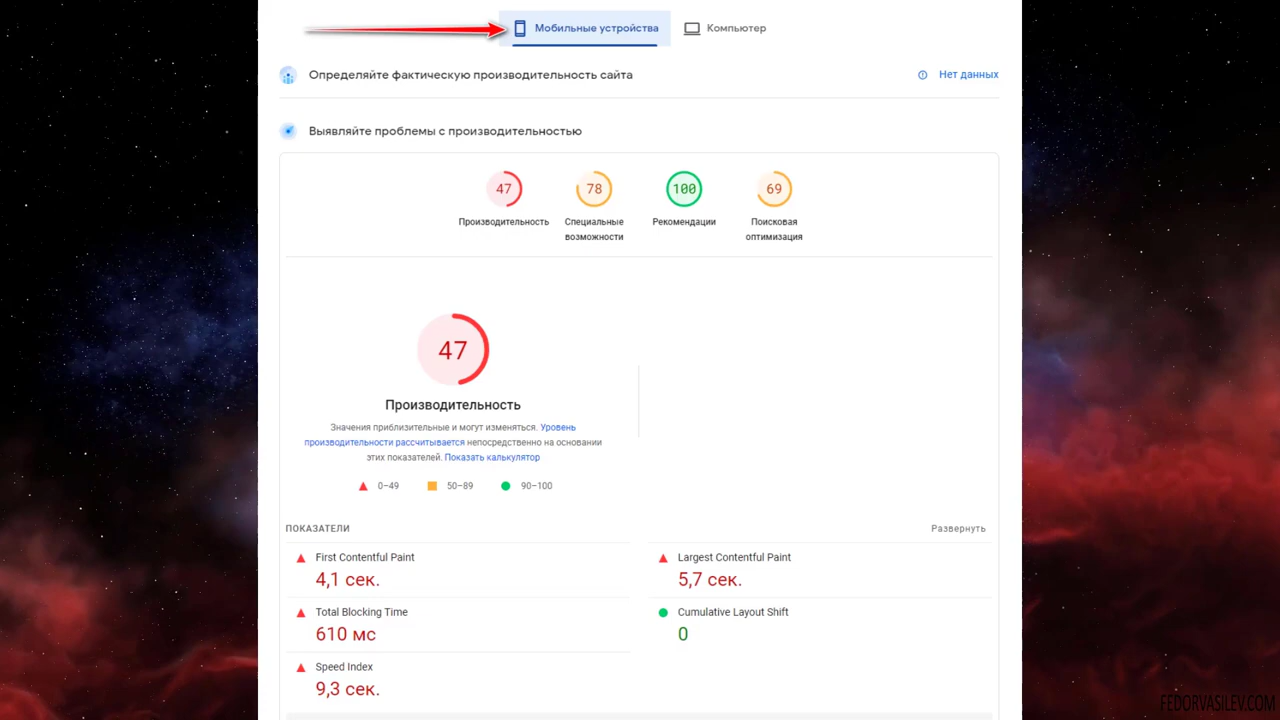 Мобильные устройства
Компьютер
Определяйте фактическую производительность сайта
Нет данных
Выявляйте проблемы с производительностью
47
78
100
69
Производительность
Специальные
возможности
Рекомендации
Поисковая
оптимизация
47
Производительность
Значения приблизительные и могут изменяться. Уровень
производительности рассчитывается непосредственно на основании
этих показателей. Показать калькулятор
0–49
50–89
90–100
ПОКАЗАТЕЛИ
Развернуть
First Contentful Paint
4,1 сек.
Largest Contentful Paint
5,7 сек.
Total Blocking Time
610 мс
Cumulative Layout Shift
0
Speed Index
9,3 сек.
FEDORVASILEV.COM